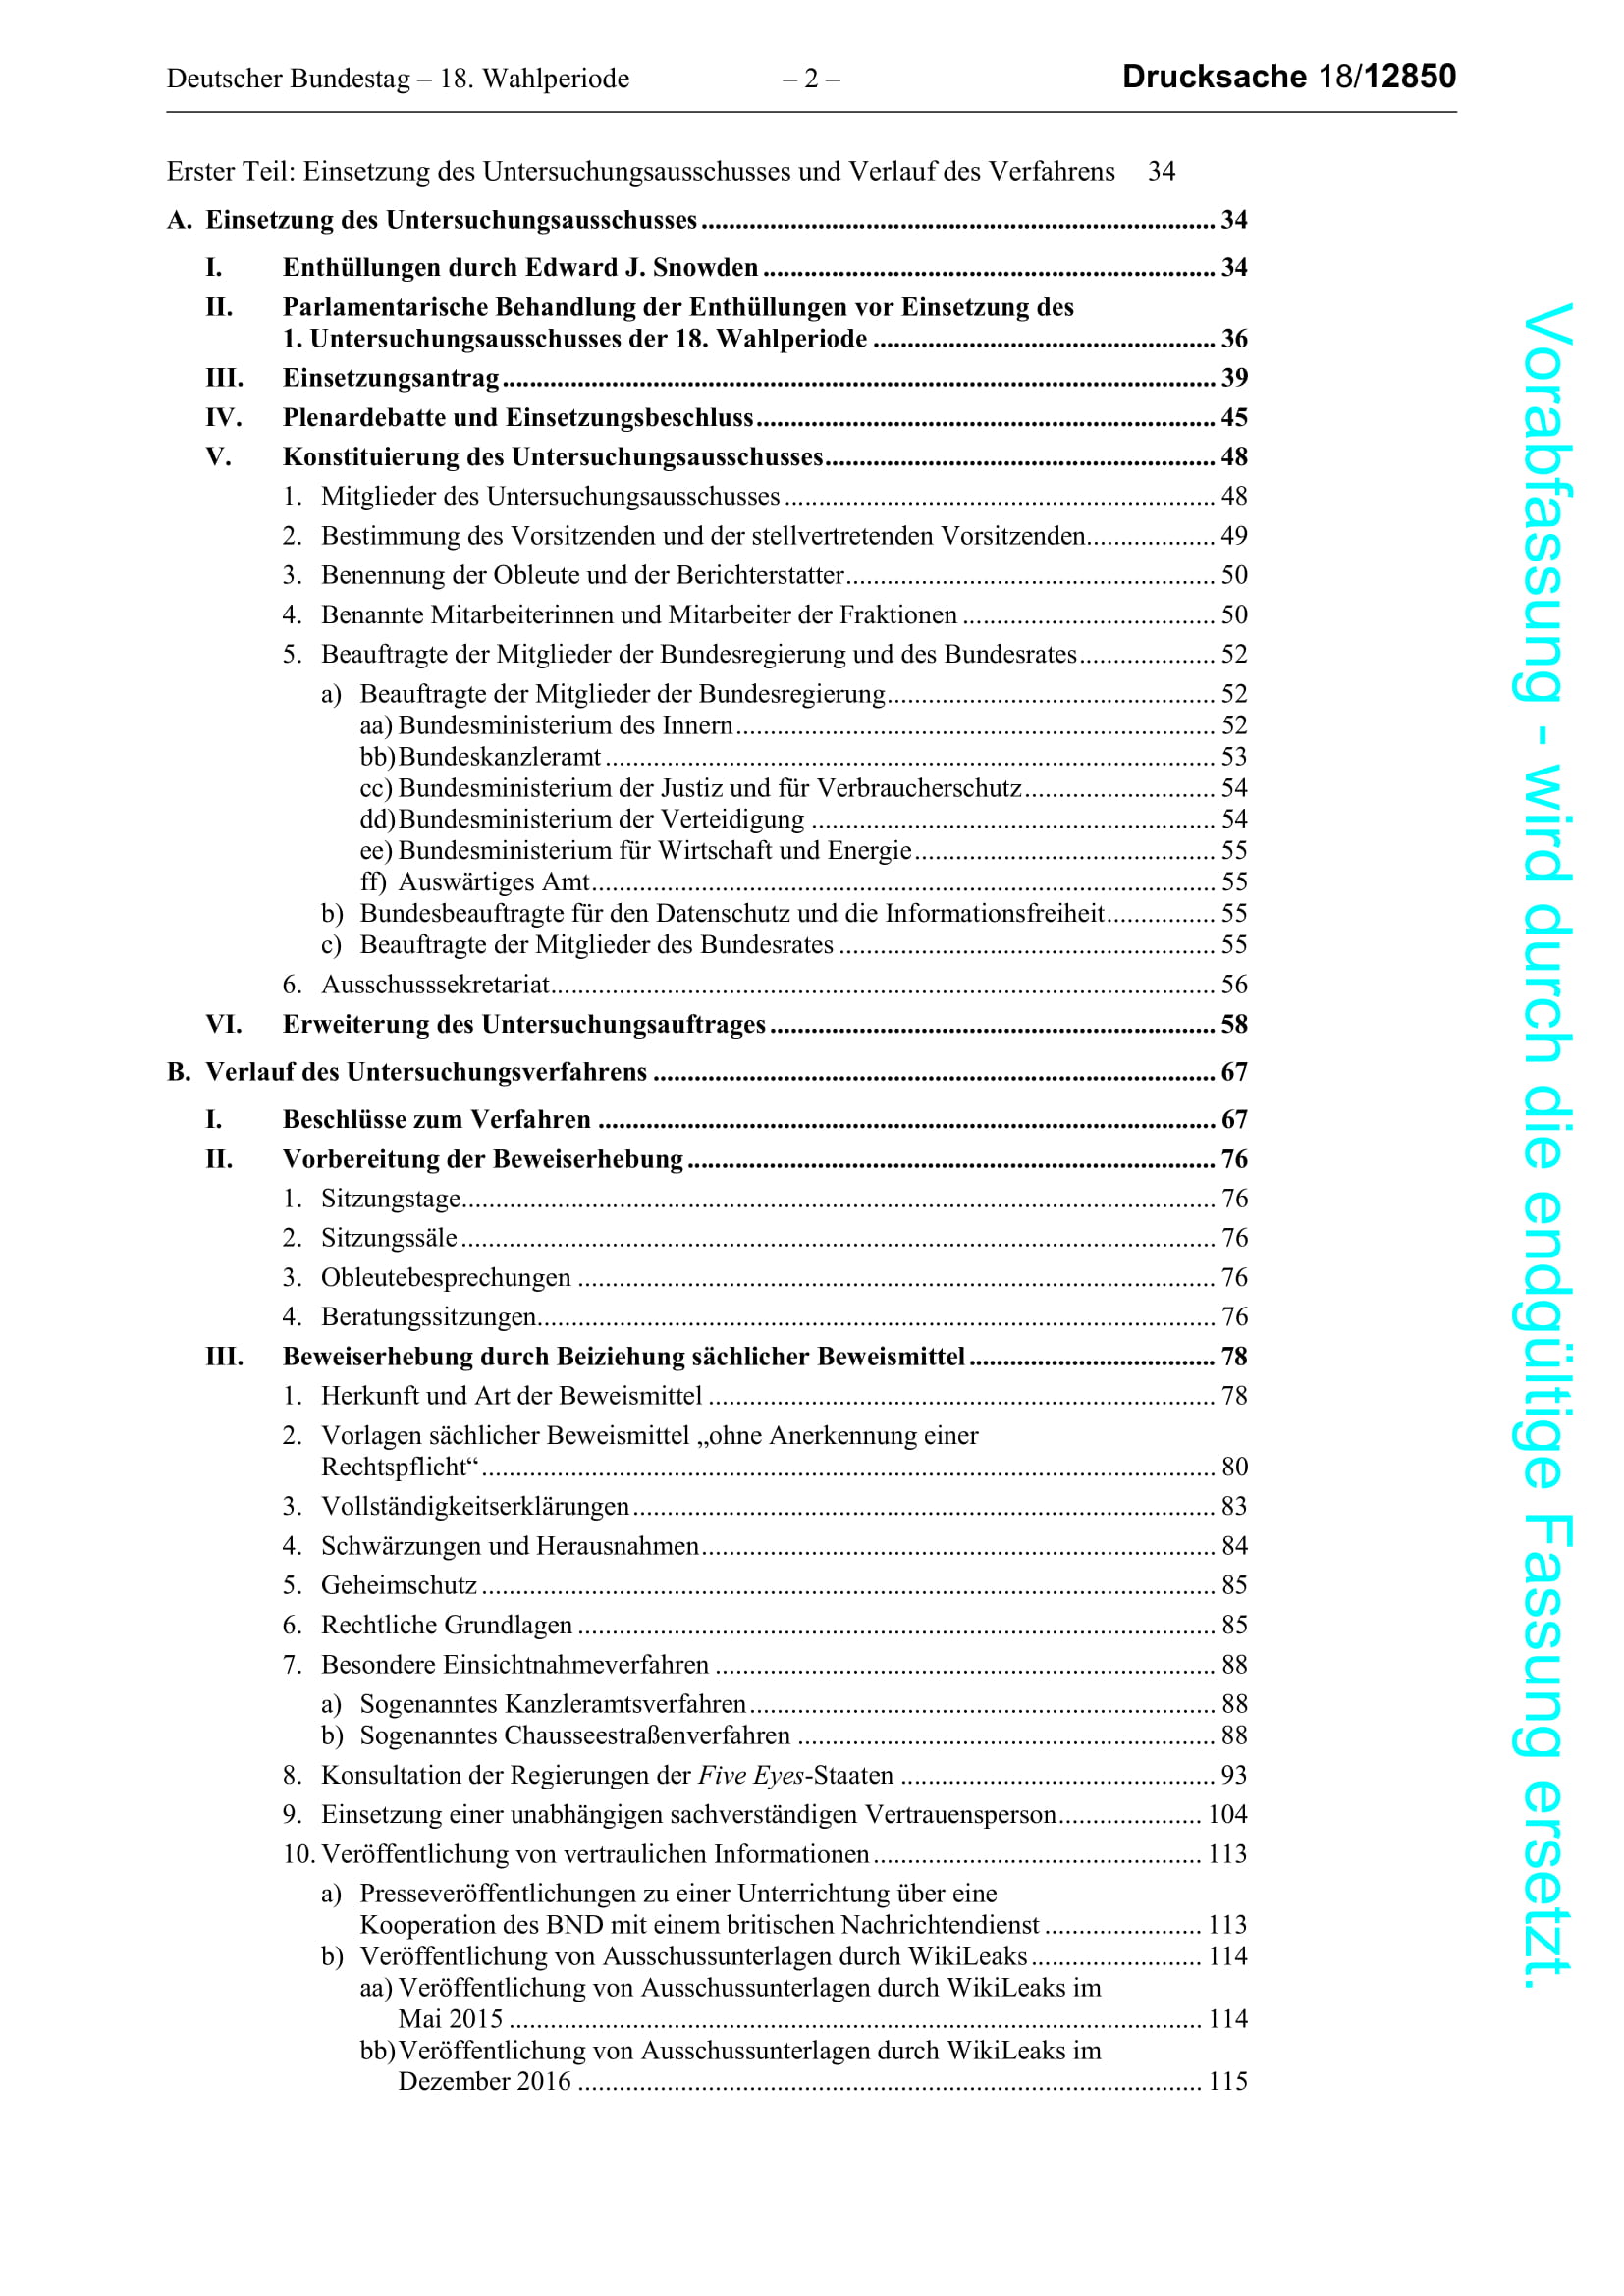 Deutscher Bundestag – 18. Wahlperiode – 2 – Drucksache 18/12850
Erster Teil: Einsetzung des Untersuchungsausschusses und Verlauf des Verfahrens 34
A. Einsetzung des Untersuchungsausschusses ... 34
I. Enthüllungen durch Edward J. Snowden ... 34
II. Parlamentarische Behandlung der Enthüllungen vor Einsetzung des
1. Untersuchungsausschusses der 18. Wahlperiode ... 36
III. Einsetzungsantrag ... 39
IV. Plenardebatte und Einsetzungsbeschluss ... 45
V. Konstituierung des Untersuchungsausschusses ... 48
1. Mitglieder des Untersuchungsausschusses ... 48
2. Bestimmung des Vorsitzenden und der stellvertretenden Vorsitzenden ... 49
3. Benennung der Obleute und der Berichterstatter ... 50
4. Benannte Mitarbeiterinnen und Mitarbeiter der Fraktionen ... 50
5. Beauftragte der Mitglieder der Bundesregierung und des Bundesrates ... 52
a) Beauftragte der Mitglieder der Bundesregierung ... 52
aa) Bundesministerium des Innern ... 52
bb) Bundeskanzleramt ... 53
cc) Bundesministerium der Justiz und für Verbraucherschutz ... 54
dd) Bundesministerium der Verteidigung ... 54
ee) Bundesministerium für Wirtschaft und Energie ... 55
ff) Auswärtiges Amt ... 55
b) Bundesbeauftragte für den Datenschutz und die Informationsfreiheit ... 55
c) Beauftragte der Mitglieder des Bundesrates ... 55
6. Ausschusssekretariat ... 56
VI. Erweiterung des Untersuchungsauftrages ... 58
B. Verlauf des Untersuchungsverfahrens ... 67
I. Beschlüsse zum Verfahren ... 67
II. Vorbereitung der Beweiserhebung ... 76
1. Sitzungstage ... 76
2. Sitzungssäle ... 76
3. Obleutebesprechungen ... 76
4. Beratungssitzungen ... 76
III. Beweiserhebung durch Beiziehung sächlicher Beweismittel ... 78
1. Herkunft und Art der Beweismittel ... 78
2. Vorlagen sächlicher Beweismittel „ohne Anerkennung einer
Rechtspflicht“ ... 80
3. Vollständigkeitserklärungen ... 83
4. Schwärzungen und Herausnahmen ... 84
5. Geheimschutz ... 85
6. Rechtliche Grundlagen ... 85
7. Besondere Einsichtnahmeverfahren ... 88
a) Sogenanntes Kanzleramtsverfahren ... 88
b) Sogenanntes Chausseestraßenverfahren ... 88
8. Konsultation der Regierungen der Five Eyes-Staaten ... 93
9. Einsetzung einer unabhängigen sachverständigen Vertrauensperson ... 104
10. Veröffentlichung von vertraulichen Informationen ... 113
a) Presseveröffentlichungen zu einer Unterrichtung über eine
Kooperation des BND mit einem britischen Nachrichtendienst ... 113
b) Veröffentlichung von Ausschussunterlagen durch WikiLeaks ... 114
aa) Veröffentlichung von Ausschussunterlagen durch WikiLeaks im
Mai 2015 ... 114
bb) Veröffentlichung von Ausschussunterlagen durch WikiLeaks im
Dezember 2016 ... 115
Vorabfassung - wird durch die endgültige Fassung ersetzt.